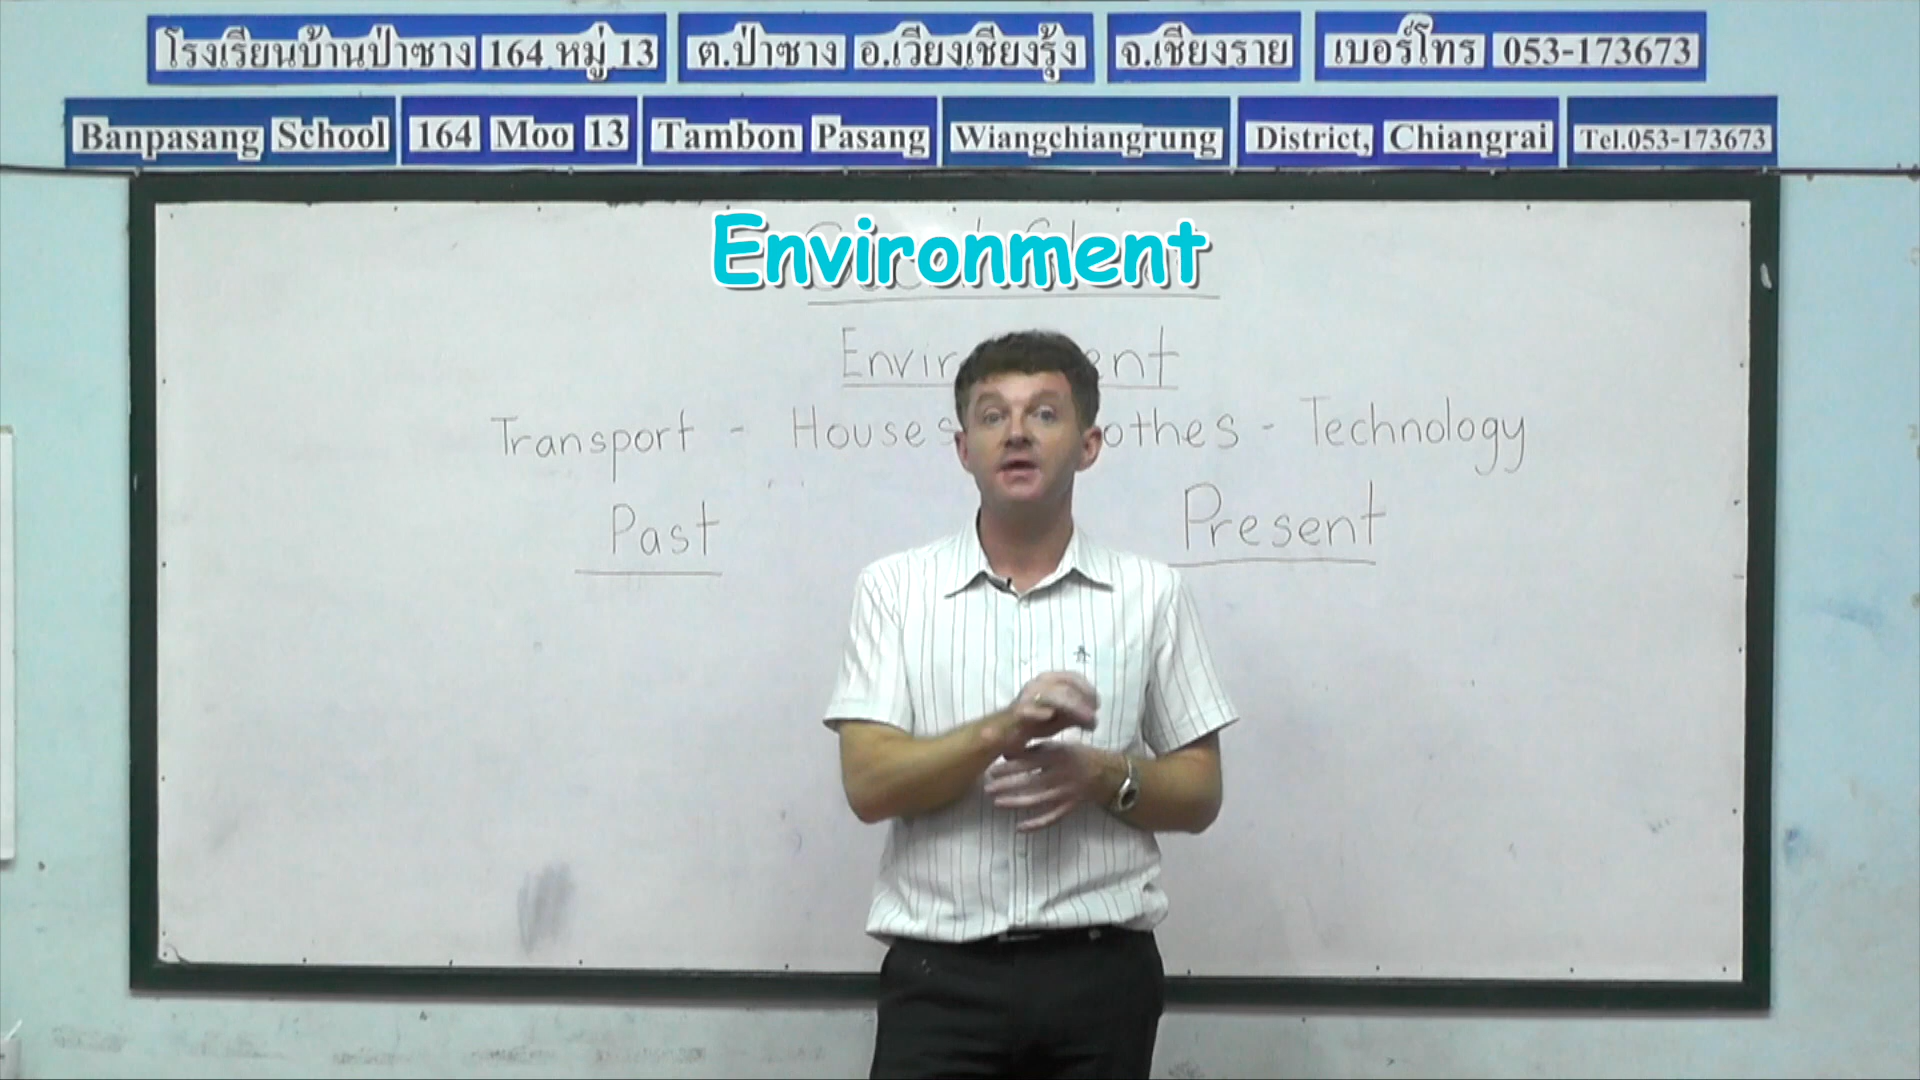 โรงเรียนบ้านป่าซาง 164 หมู่ 13 ต.ป่าซาง อ.เวียงเชียงรุ้ง จ.เชียงราย เบอร์โทร 053-173673
Banpasang School 164 Moo 13 Tambon Pasang Wiangchiangrung District, Chiangrai Tel.053-173673
Environment
Transport - Houses - Technology
Past Present